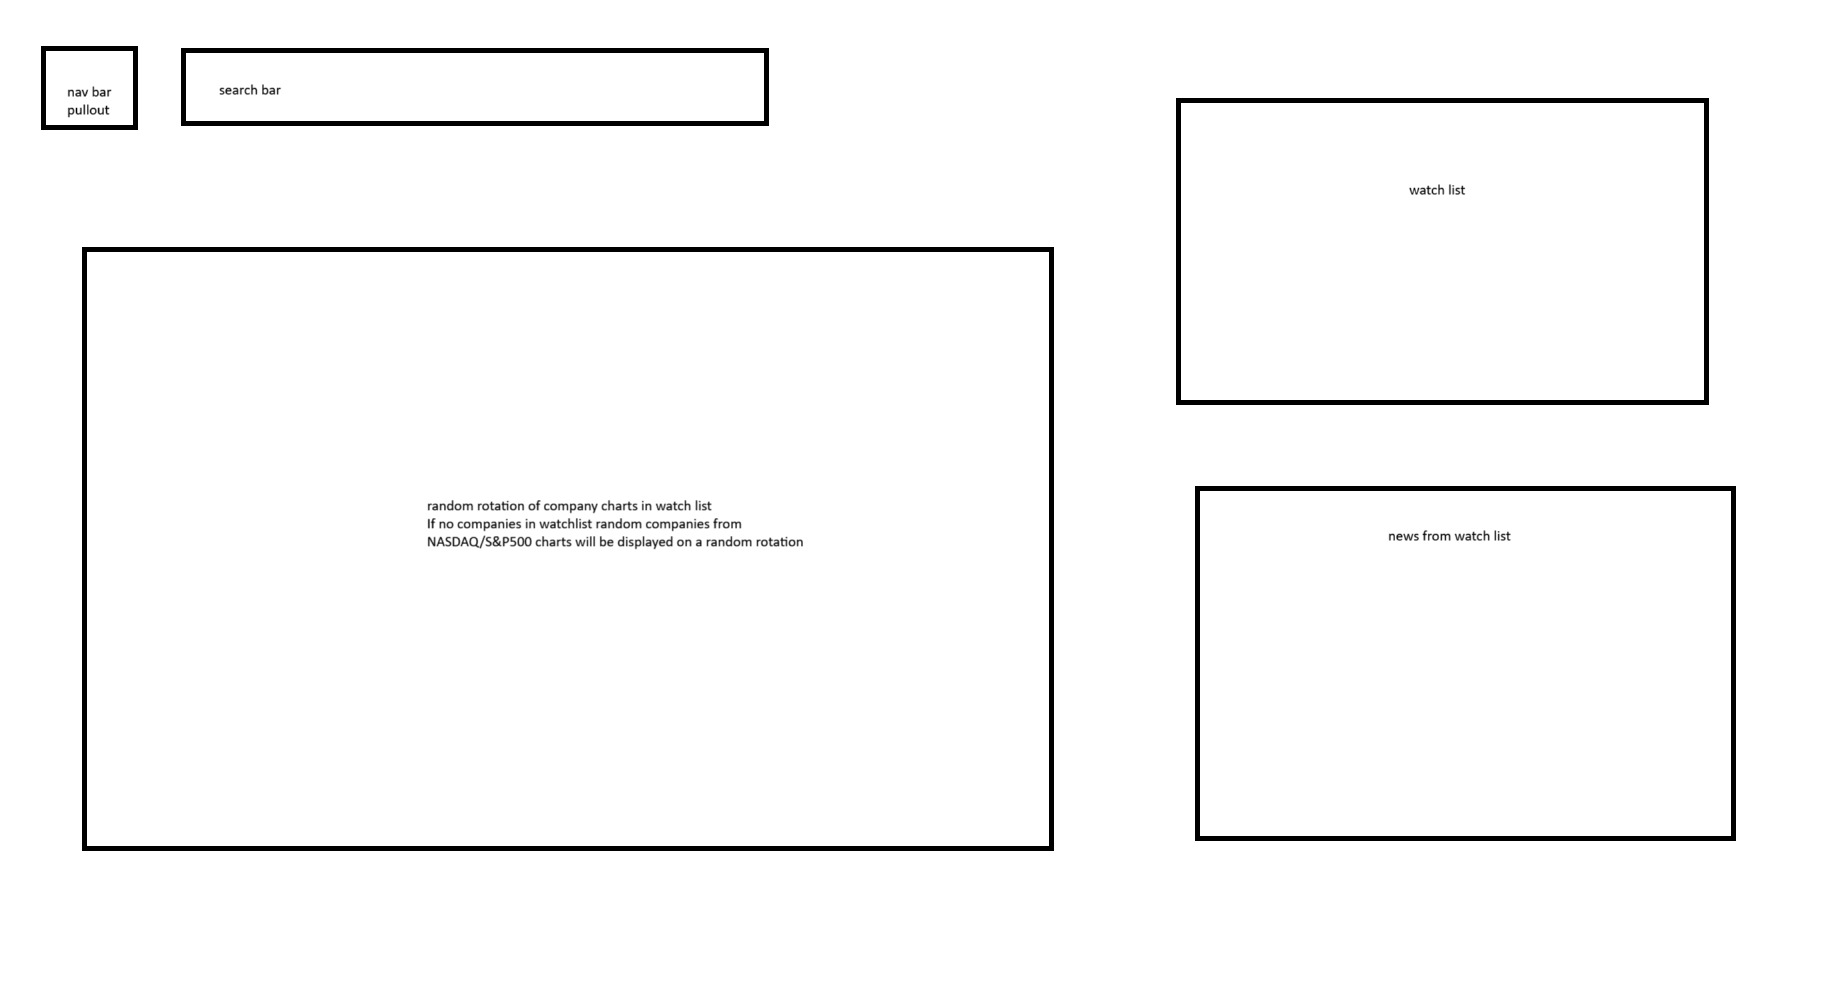 nav bar
pullout
search bar
watch list
random rotation of company charts in watch list
If no companies in watchlist random companies from
NASDAQ/S&P500 charts will be displayed on a random rotation
news from watch list